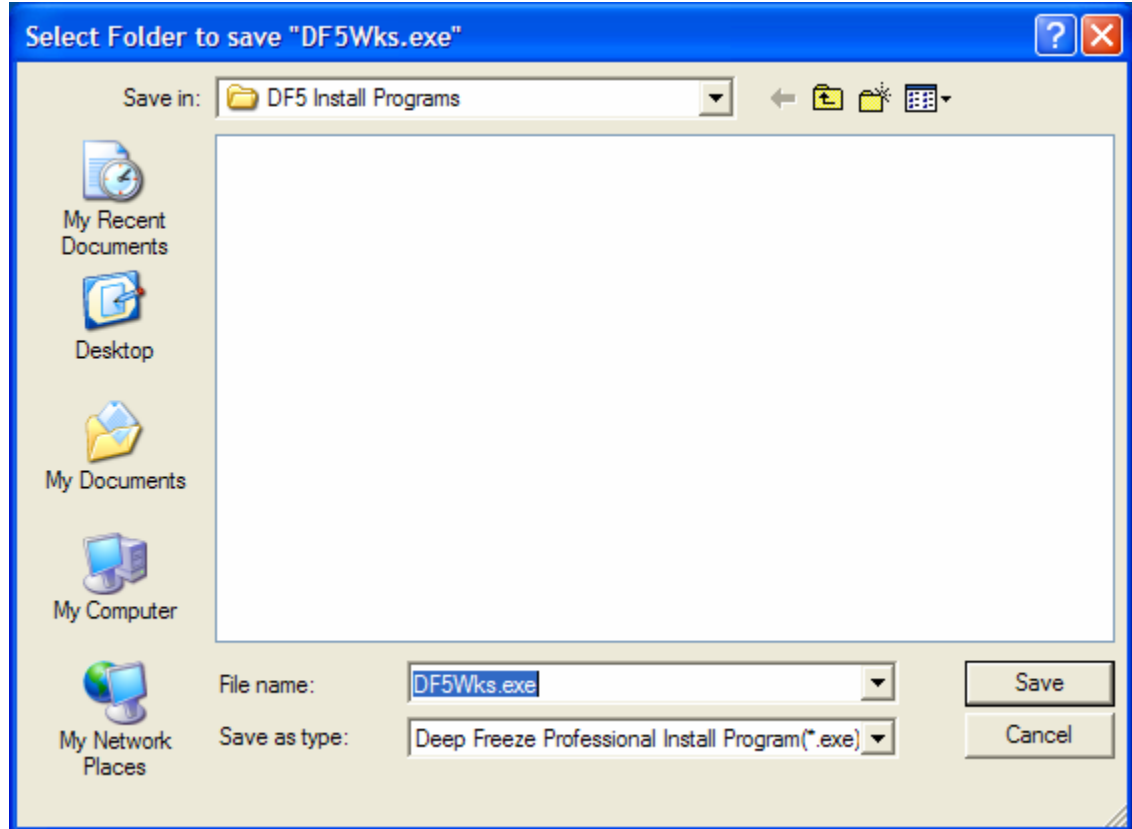 Select Folder to save "DF5Wks.exe"
Save in:
DF5 Install Programs
My Recent
Documents
Desktop
My Documents
My Computer
My Network
Places
File name:
DF5Wks.exe
Save
Save as type:
Deep Freeze Professional Install Program(*.exe)
Cancel